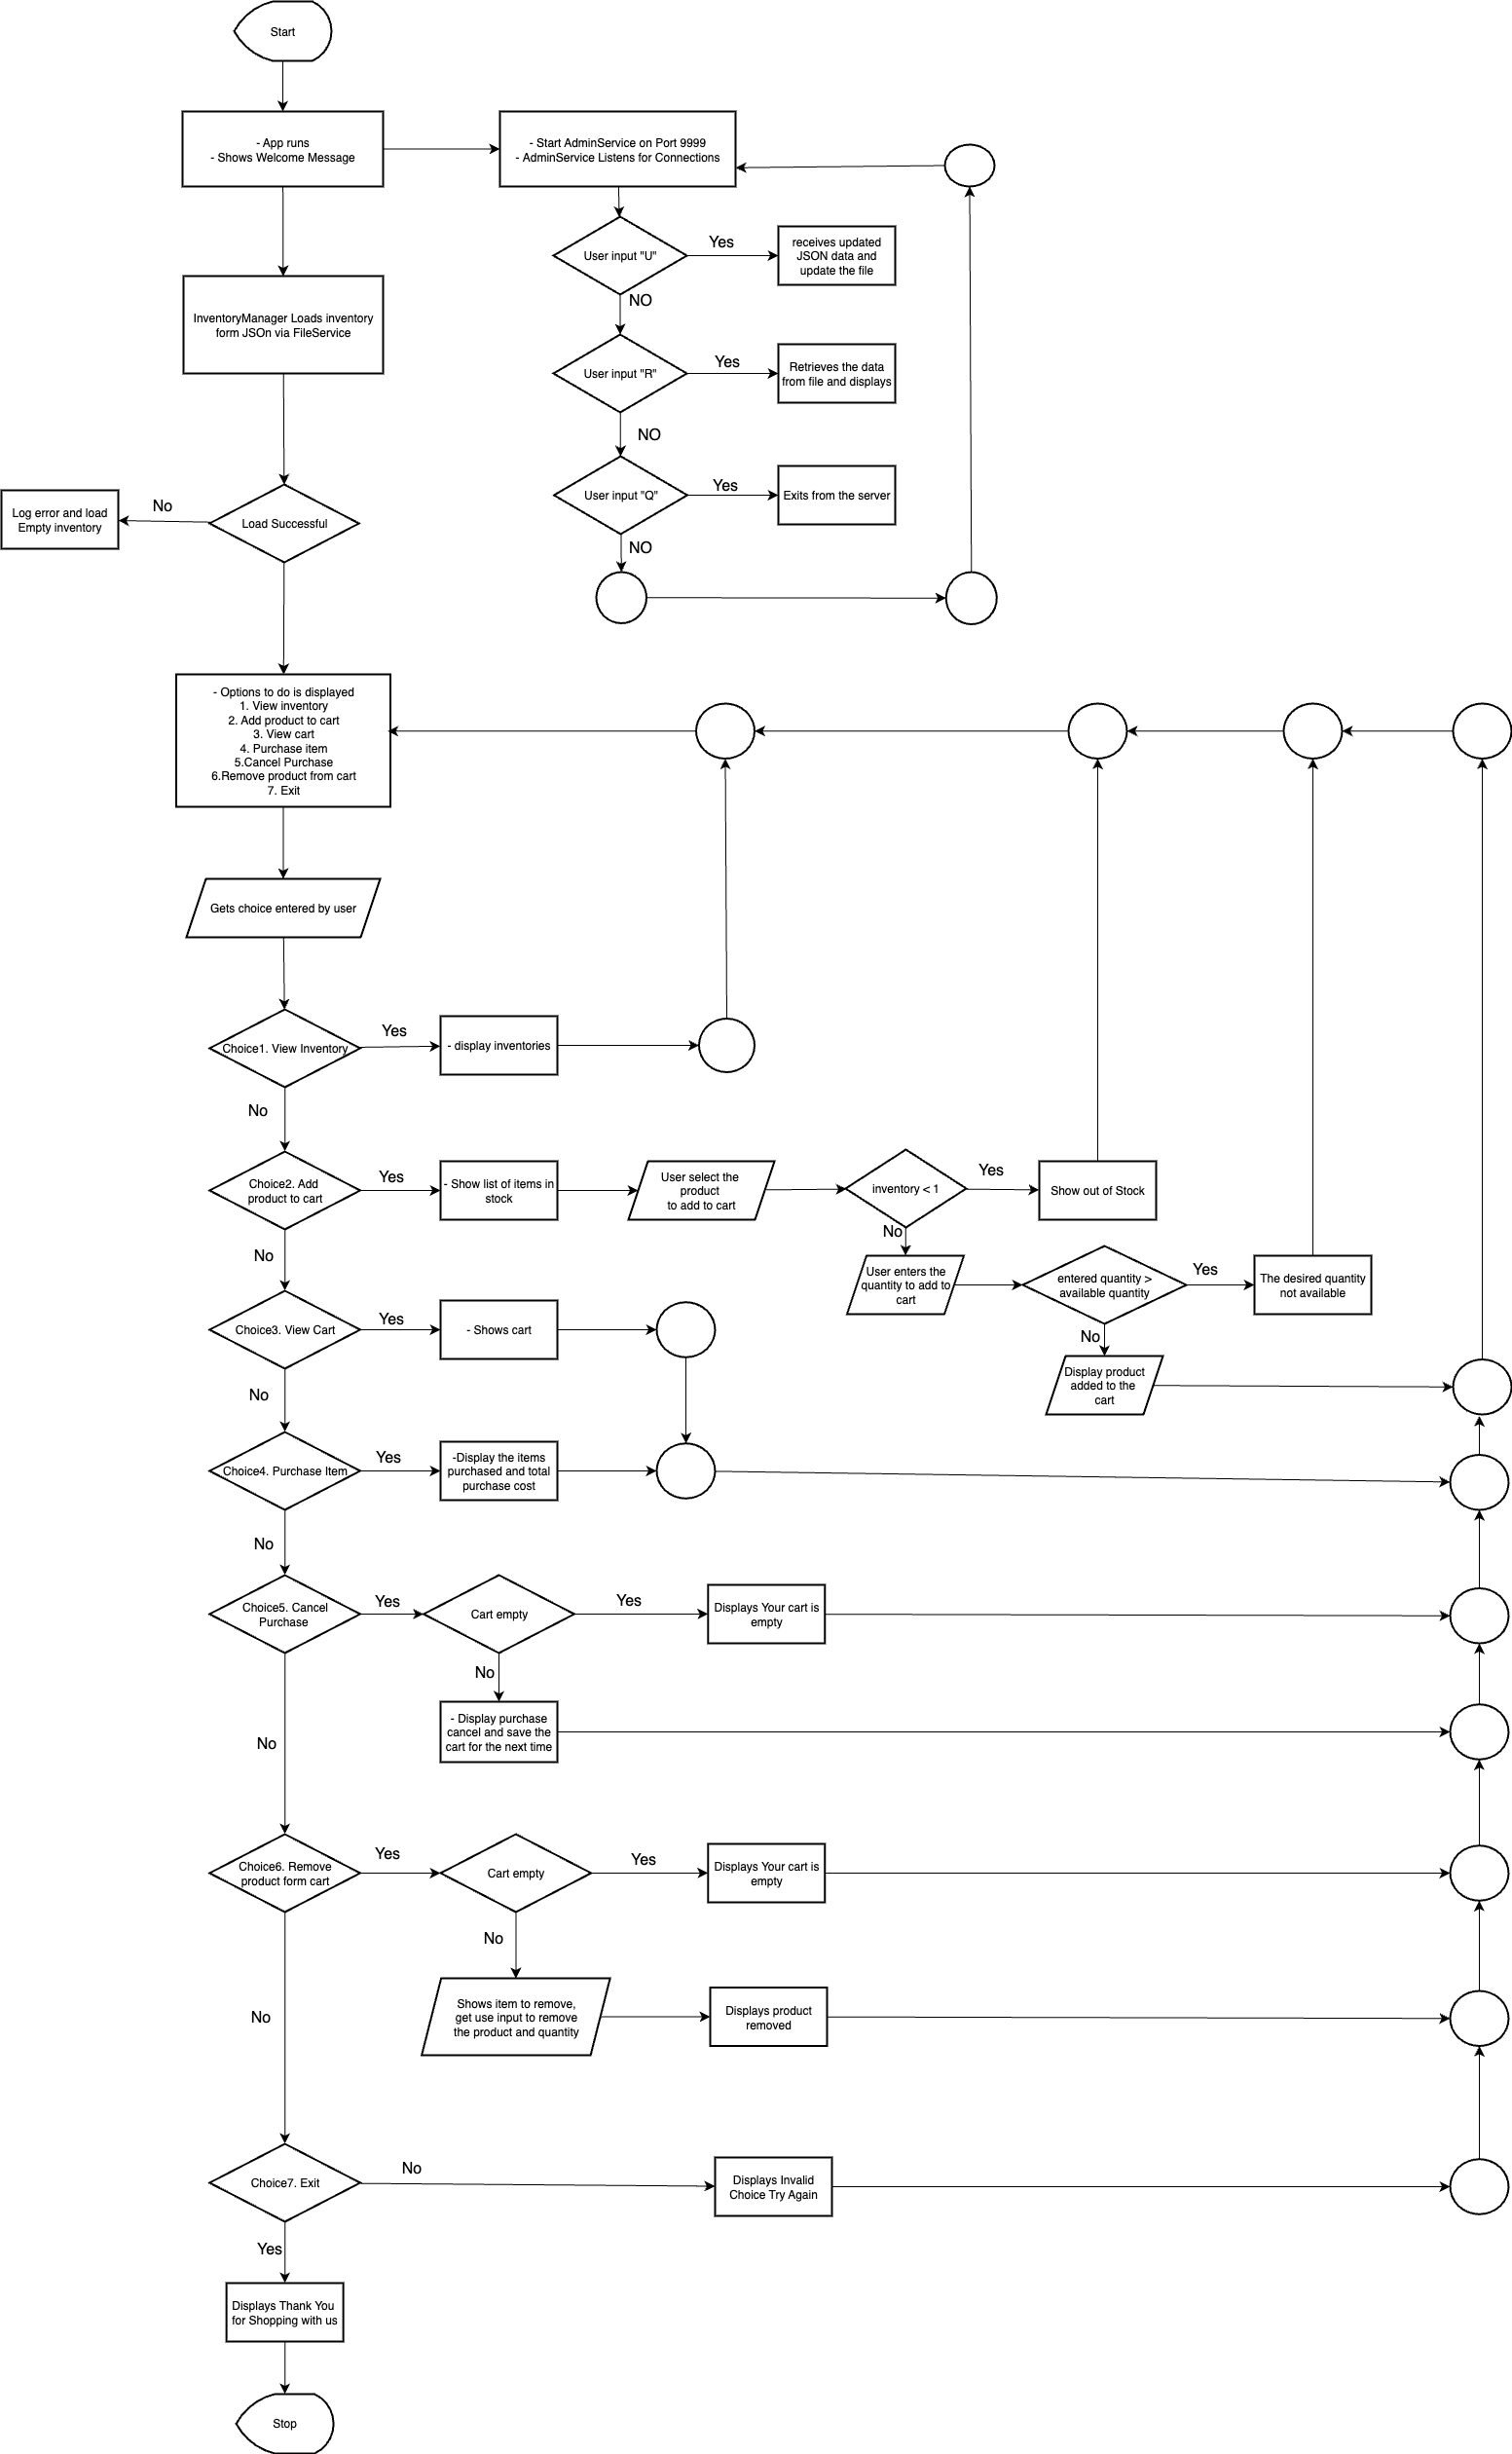 Start
- App runs
- Shows Welcome Message
- Start AdminService on Port 9999
- AdminService Listens for Connections
User input "U"
Yes
receives updated
JSON data and
update the file
NO
InventoryManager Loads inventory
form JSOn via FileService
User input "R"
Yes
Retrieves the data
from file and displays
NO
User input "Q"
Yes
Exits from the server
NO
Load Successful
No
Log error and load
Empty inventory
- Options to do is displayed
1. View inventory
2. Add product to cart
3. View cart
4. Purchase item
5.Cancel Purchase
6.Remove product from cart
7. Exit
Gets choice entered by user
Choice1. View Inventory
Yes
- display inventories
No
Choice2. Add
product to cart
Yes
- Show list of items in
stock
User select the
product
to add to cart
inventory < 1
Yes
Show out of Stock
No
User enters the
quantity to add to
cart
entered quantity >
available quantity
Yes
The desired quantity
not available
No
Display product
added to the
cart
No
Choice3. View Cart
Yes
- Shows cart
No
Choice4. Purchase Item
Yes
-Display the items
purchased and total
purchase cost
No
Choice5. Cancel
Purchase
Yes
Cart empty
Yes
Displays Your cart is
empty
No
- Display purchase
cancel and save the
cart for the next time
No
Choice6. Remove
product form cart
Yes
Cart empty
Yes
Displays Your cart is
empty
No
Shows item to remove,
get use input to remove
the product and quantity
Displays product
removed
No
Choice7. Exit
No
Displays Invalid
Choice Try Again
Yes
Displays Thank You
for Shopping with us
Stop